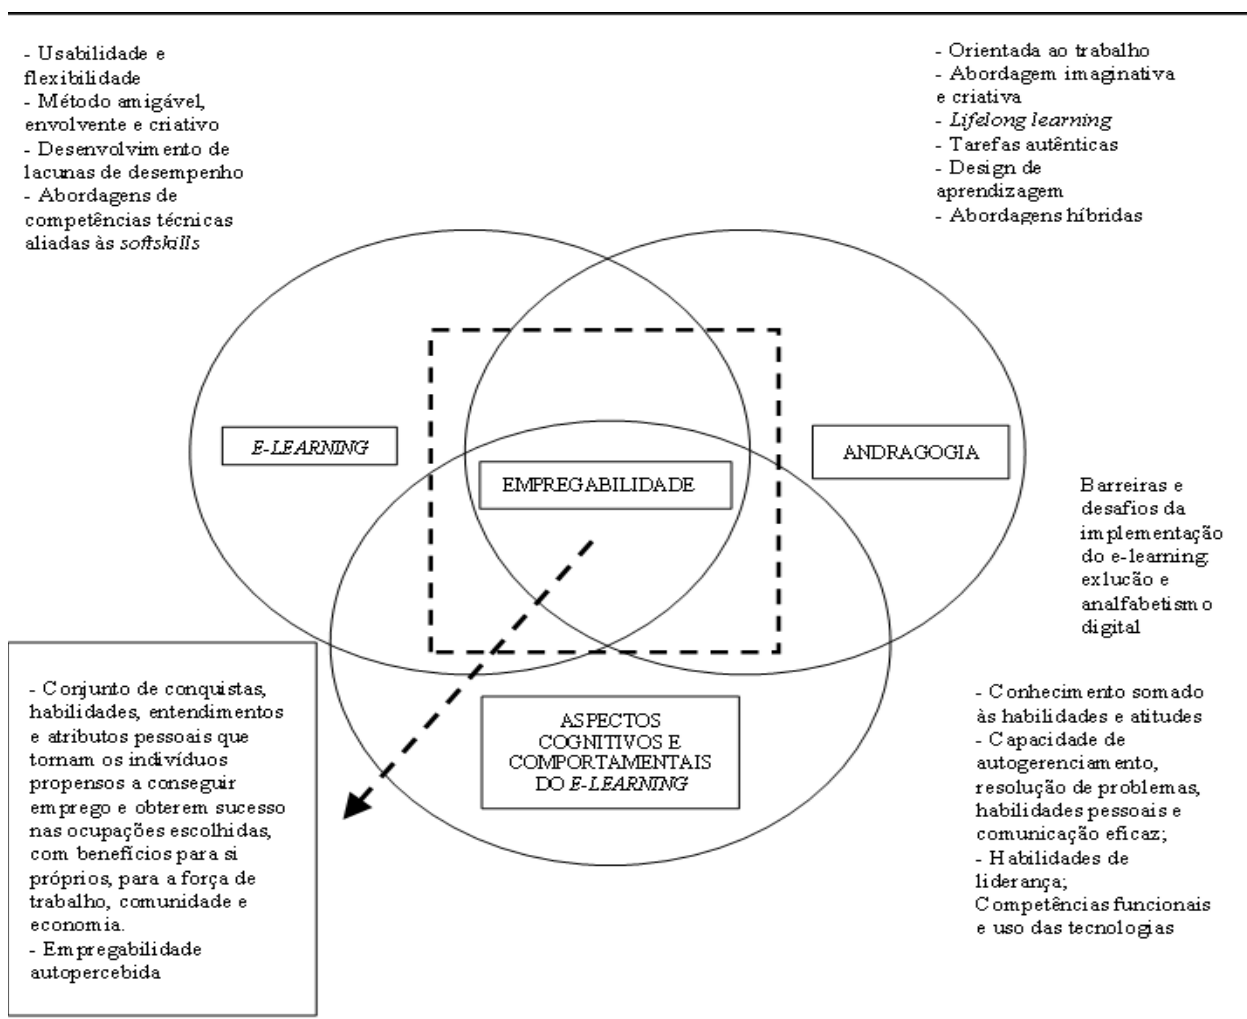 - Usabilidade e
flexibilidade
- Método amigável,
envolvente e criativo
- Desenvolvimento de
lacunas de desempenho
- Abordagens de
competências técnicas
aliadas às softskills
- Orientada ao trabalho
- Abordagem imaginativa
e criativa
- Lifelong learning
- Tarefas autênticas
- Design de
aprendizagem
- Abordagens híbridas
E-LEARNING
ANDRAGOGIA
EMPREGABILIDADE
Barreiras e
desafios da
implementação
do e-learning:
exlucão e
analfabetismo
digital
ASPECTOS
COGNITIVOS E
COMPORTAMENTAIS
DO E-LEARNING
- Conjunto de conquistas,
habilidades, entendimentos
e atributos pessoais que
tornam os indivíduos
propensos a conseguir
emprego e obterem sucesso
nas ocupações escolhidas,
com benefícios para si
próprios, para a força de
trabalho, comunidade e
economia.
- Empregabilidade
autopercebida
- Conhecimento somado
às habilidades e atitudes
- Capacidade de
autogerenciamento,
resolução de problemas,
habilidades pessoais e
comunicação eficaz;
- Habilidades de
liderança;
Competências funcionais
e uso das tecnologias